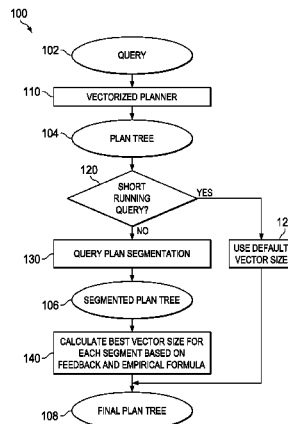 100
102
QUERY
110
VECTORIZED PLANNER
104
PLAN TREE
120
SHORT
RUNNING
QUERY?
YES
NO
12
USE DEFAULT
VECTOR SIZE
130
QUERY PLAN SEGMENTATION
106
SEGMENTED PLAN TREE
CALCULATE BEST VECTOR SIZE FOR
EACH SEGMENT BASED ON
FEEDBACK AND EMPIRICAL FORMULA
140
108
FINAL PLAN TREE